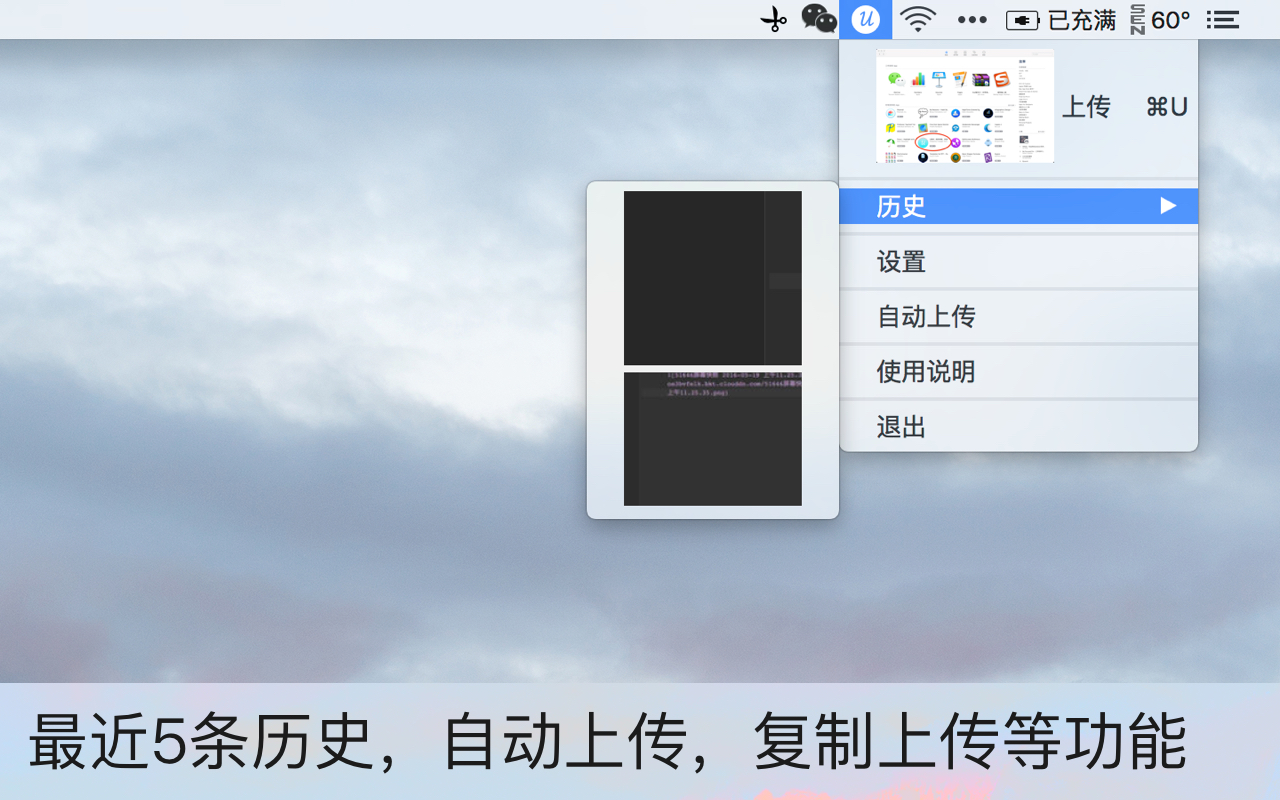 已充满 SEN 60°
上传 ⌘U
历史
设置
自动上传
使用说明
退出
最近5条历史，自动上传，复制上传等功能